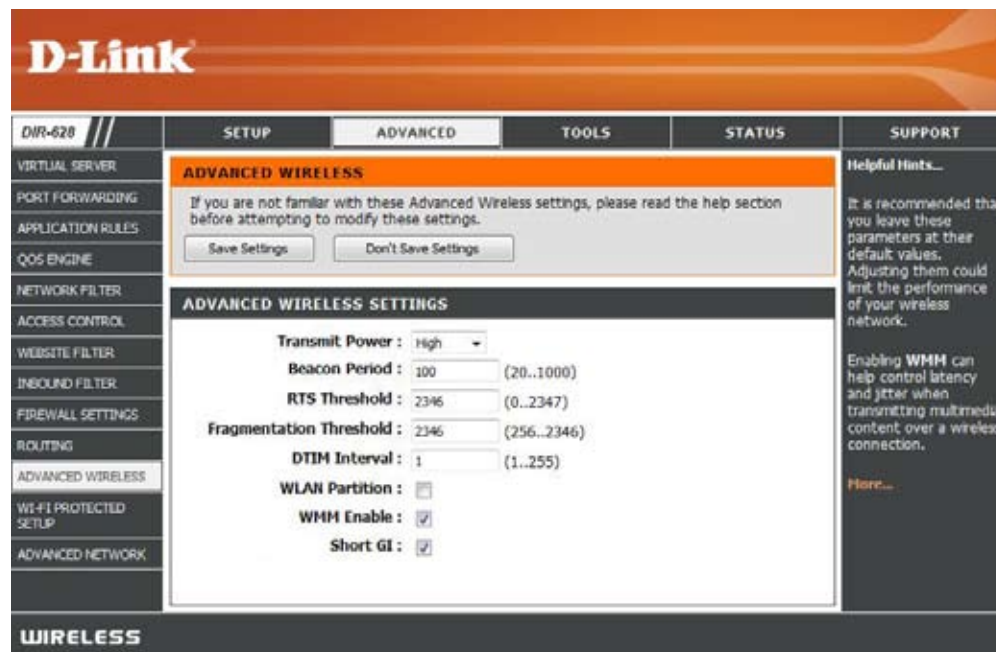 D-Link
DIR-628
SETUP
ADVANCED
TOOLS
STATUS
SUPPORT
VIRTUAL SERVER
PORT FORWARDING
APPLICATION RULES
QOS ENGINE
NETWORK FILTER
ACCESS CONTROL
WEBSITE FILTER
INBOUND FILTER
FIREWALL SETTINGS
ROUTING
ADVANCED WIRELESS
WI-FI PROTECTED
SETUP
ADVANCED NETWORK
ADVANCED WIRELESS
If you are not familiar with these Advanced Wireless settings, please read the help section
before attempting to modify these settings.
Save Settings
Don't Save Settings
ADVANCED WIRELESS SETTINGS
Transmit Power : High
Beacon Period : 100 (20..1000)
RTS Threshold : 2346 (0..2347)
Fragmentation Threshold : 2346 (256..2346)
DTIM Interval : 1 (1..255)
WLAN Partition :
WMM Enable :
Short GI :
Helpful Hints...
It is recommended tha
you leave these
parameters at their
default values.
Adjusting them could
limit the performance
of your wireless
network.
Enabling WMM can
help control latency
and jitter when
transmitting multimedia
content over a wireless
connection.
More...
WIRELESS